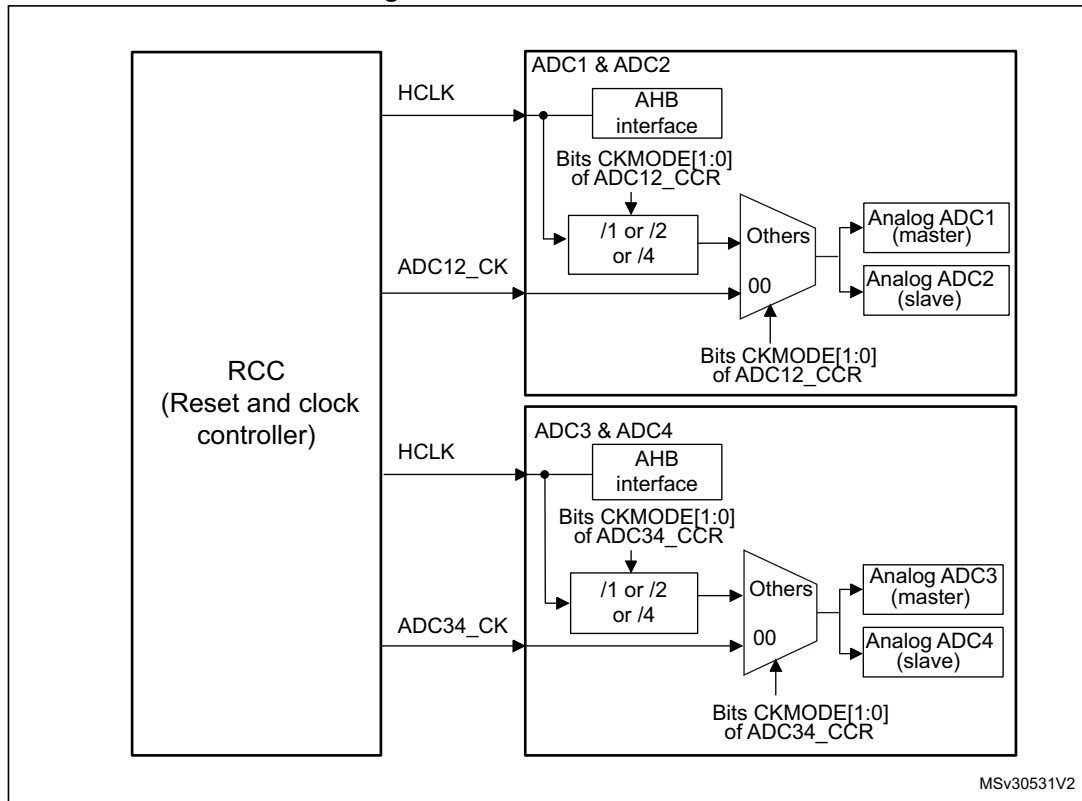 ADC1 & ADC2
HCLK
AHB
interface
Bits CKMODE[1:0]
of ADC12_CCR
/1 or /2
or /4
Others
00
Analog ADC1
(master)
Analog ADC2
(slave)
ADC12_CK
Bits CKMODE[1:0]
of ADC12_CCR
RCC
(Reset and clock
controller)
ADC3 & ADC4
HCLK
AHB
interface
Bits CKMODE[1:0]
of ADC34_CCR
/1 or /2
or /4
Others
00
Analog ADC3
(master)
Analog ADC4
(slave)
ADC34_CK
Bits CKMODE[1:0]
of ADC34_CCR
MSv30531V2